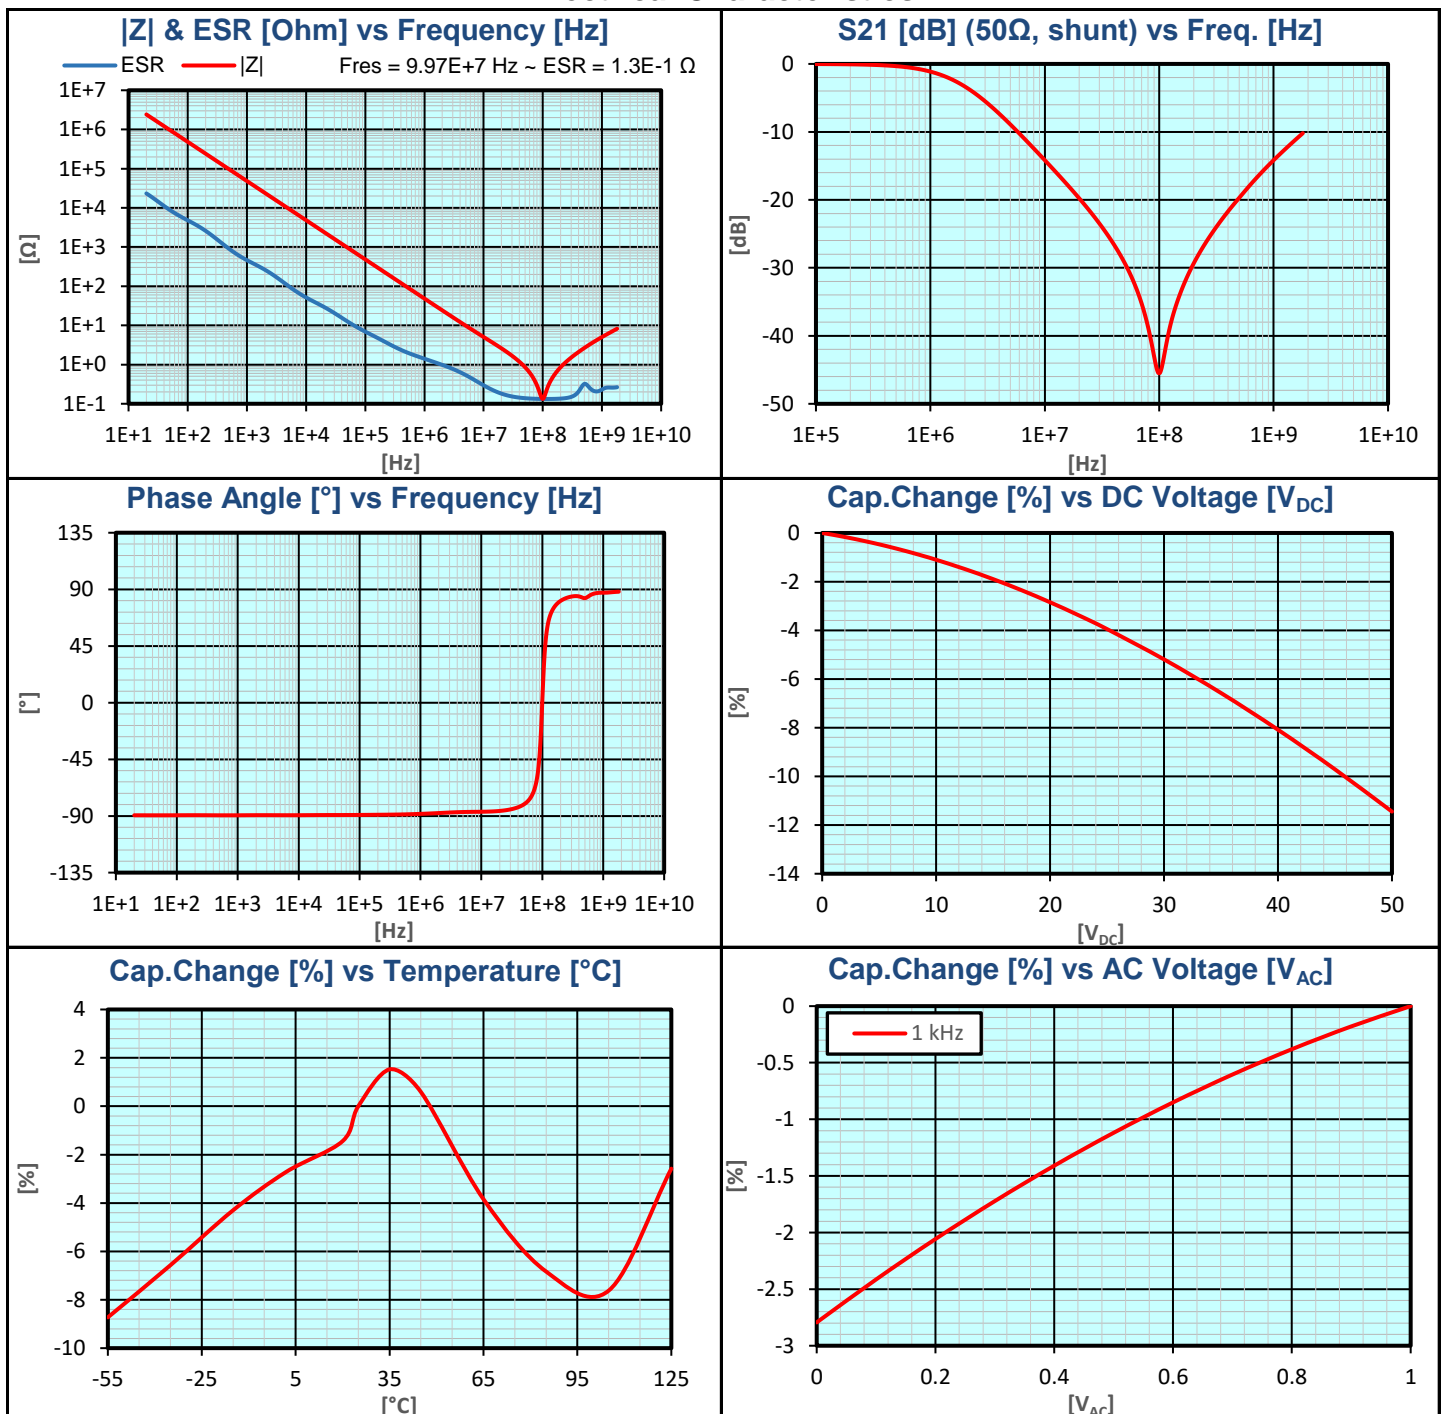 |Z| & ESR [Ohm] vs Frequency [Hz]
ESR |Z| Fres = 9.97E+7 Hz ~ ESR = 1.3E-1 Ω
1E+7
1E+6
1E+5
1E+4
1E+3
1E+2
1E+1
1E+0
1E-1
[Ω]
1E+1 1E+2 1E+3 1E+4 1E+5 1E+6 1E+7 1E+8 1E+9 1E+10
[Hz]
S21 [dB] (50Ω, shunt) vs Freq. [Hz]
0
-10
-20
-30
-40
-50
[dB]
1E+5 1E+6 1E+7 1E+8 1E+9 1E+10
[Hz]
Phase Angle [°] vs Frequency [Hz]
135
90
45
0
-45
-90
-135
[°]
1E+1 1E+2 1E+3 1E+4 1E+5 1E+6 1E+7 1E+8 1E+9 1E+10
[Hz]
Cap.Change [%] vs DC Voltage [VDC]
0
-2
-4
-6
-8
-10
-12
-14
[%]
0 10 20 30 40 50
[VDC]
Cap.Change [%] vs Temperature [°C]
4
2
0
-2
-4
-6
-8
-10
[%]
-55 -25 5 35 65 95 125
[°C]
Cap.Change [%] vs AC Voltage [VAC]
1 kHz
0
-0.5
-1
-1.5
-2
-2.5
-3
[%]
0 0.2 0.4 0.6 0.8 1
[VAC]